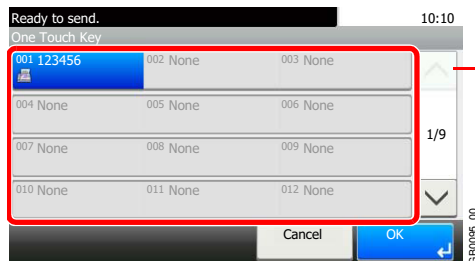 Ready to send. 10:10
One Touch Key
001 123456 002 None 003 None
004 None 005 None 006 None
1/9
007 None 008 None 009 None
010 None 011 None 012 None
Cancel OK
GB0095_00